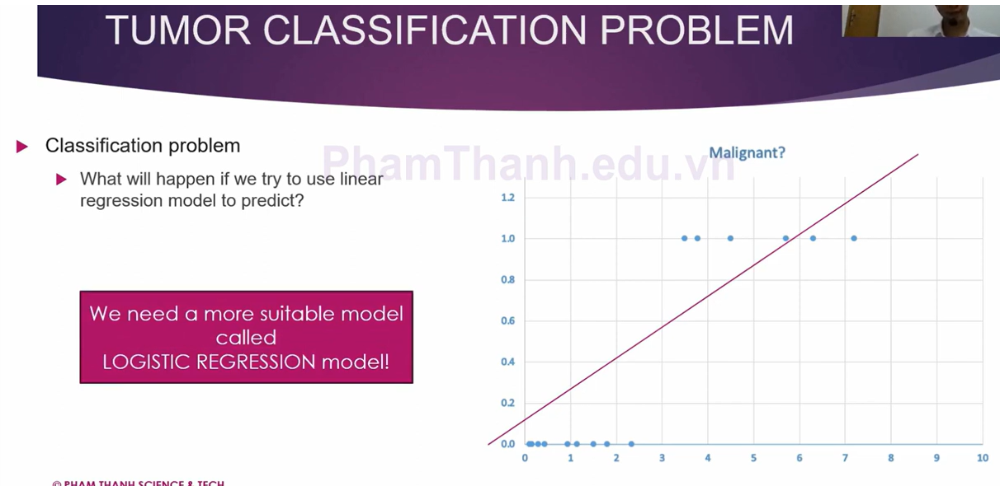 TUMOR CLASSIFICATION PROBLEM
Classification problem
What will happen if we try to use linear
regression model to predict?
We need a more suitable model
called
LOGISTIC REGRESSION model!
PhamThanh.edu.vn
Malignant?
1.2
1.0
0.8
0.6
0.4
0.2
0.0
0 1 2 3 4 5 6 7 8 9 10
© PHAM THANH SCIENCE & TECH